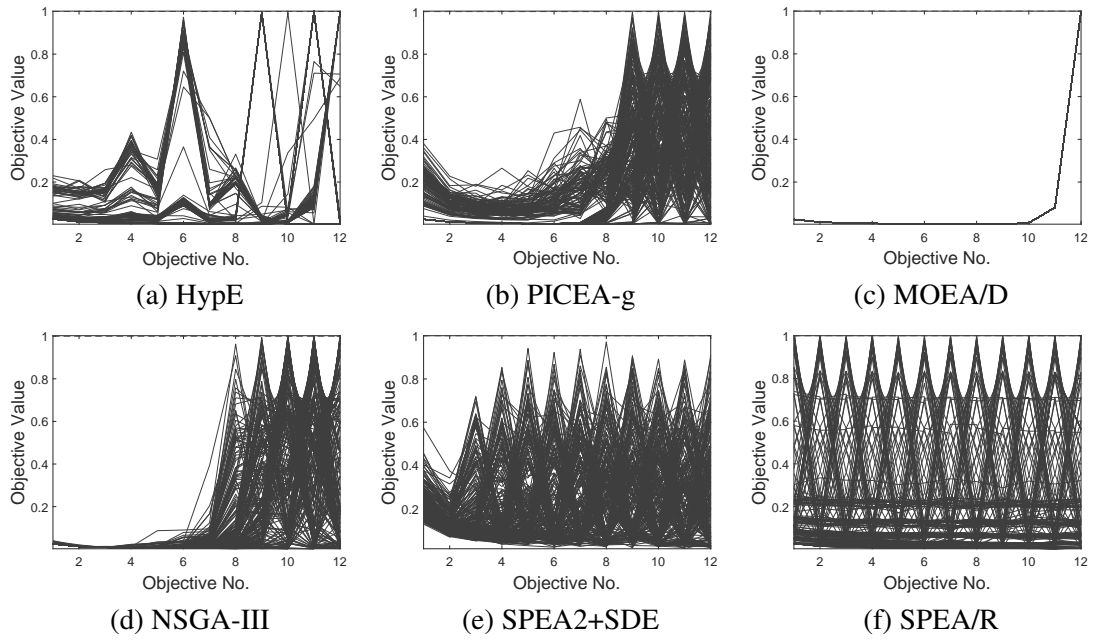 1
0.8
0.6
0.4
0.2
Objective Value
2 4 6 8 10 12
Objective No.
(a) HypE
1
0.8
0.6
0.4
0.2
Objective Value
2 4 6 8 10 12
Objective No.
(b) PICEA-g
1
0.8
0.6
0.4
0.2
Objective Value
2 4 6 8 10 12
Objective No.
(c) MOEA/D
1
0.8
0.6
0.4
0.2
Objective Value
2 4 6 8 10 12
Objective No.
(d) NSGA-III
1
0.8
0.6
0.4
0.2
Objective Value
2 4 6 8 10 12
Objective No.
(e) SPEA2+SDE
1
0.8
0.6
0.4
0.2
Objective Value
2 4 6 8 10 12
Objective No.
(f) SPEA/R